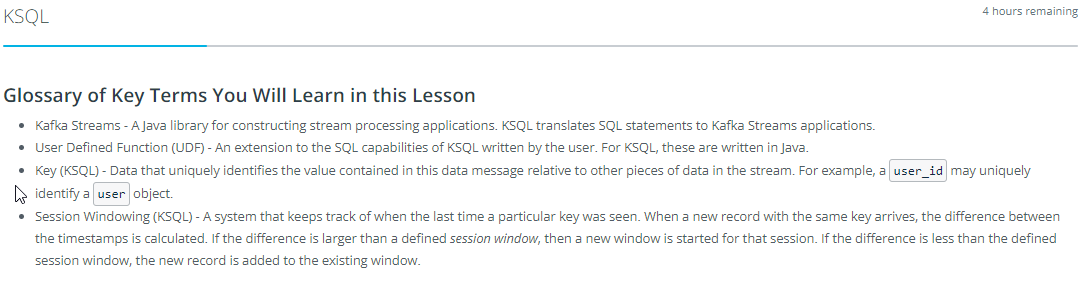 KSQL
4 hours remaining
Glossary of Key Terms You Will Learn in this Lesson
• Kafka Streams - A Java library for constructing stream processing applications. KSQL translates SQL statements to Kafka Streams applications.
• User Defined Function (UDF) - An extension to the SQL capabilities of KSQL written by the user. For KSQL, these are written in Java.
• Key (KSQL) - Data that uniquely identifies the value contained in this data message relative to other pieces of data in the stream. For example, a user_id may uniquely
identify a user object.
• Session Windowing (KSQL) - A system that keeps track of when the last time a particular key was seen. When a new record with the same key arrives, the difference between
the timestamps is calculated. If the difference is larger than a defined session window, then a new window is started for that session. If the difference is less than the defined
session window, the new record is added to the existing window.